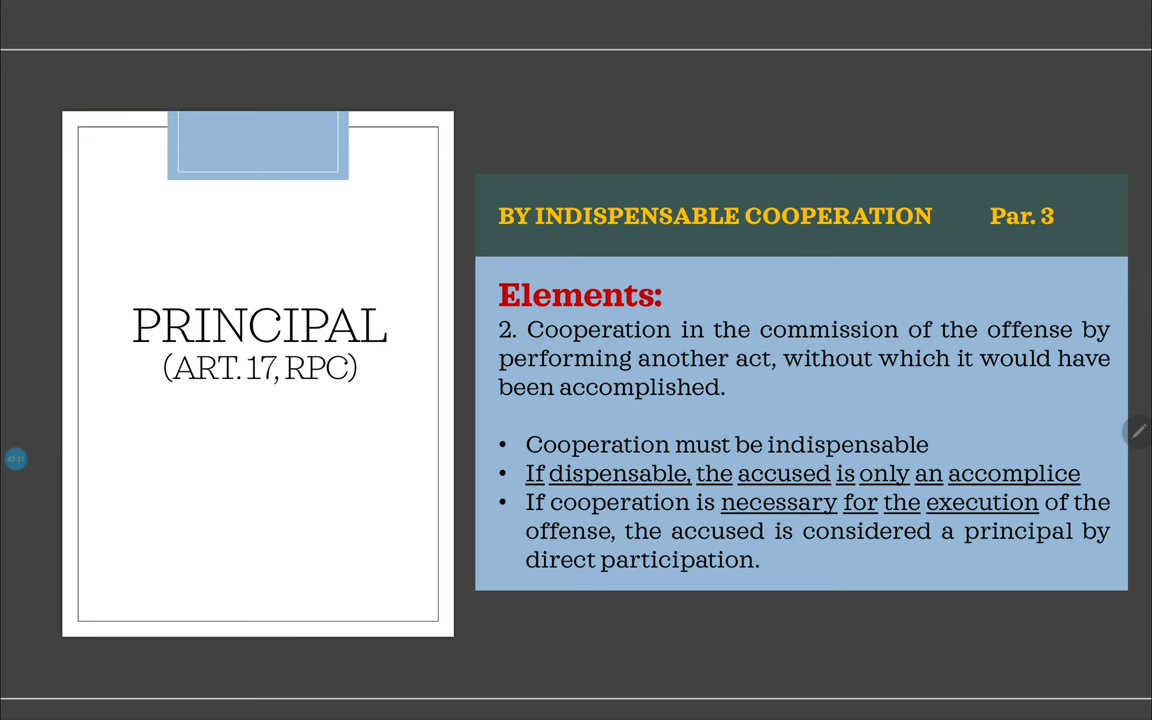 PRINCIPAL
(ART. 17, RPC)
BY INDISPENSABLE COOPERATION Par. 3
Elements:
2. Cooperation in the commission of the offense by
performing another act, without which it would have
been accomplished.
• Cooperation must be indispensable
• If dispensable, the accused is only an accomplice
• If cooperation is necessary for the execution of the
offense, the accused is considered a principal by
direct participation.